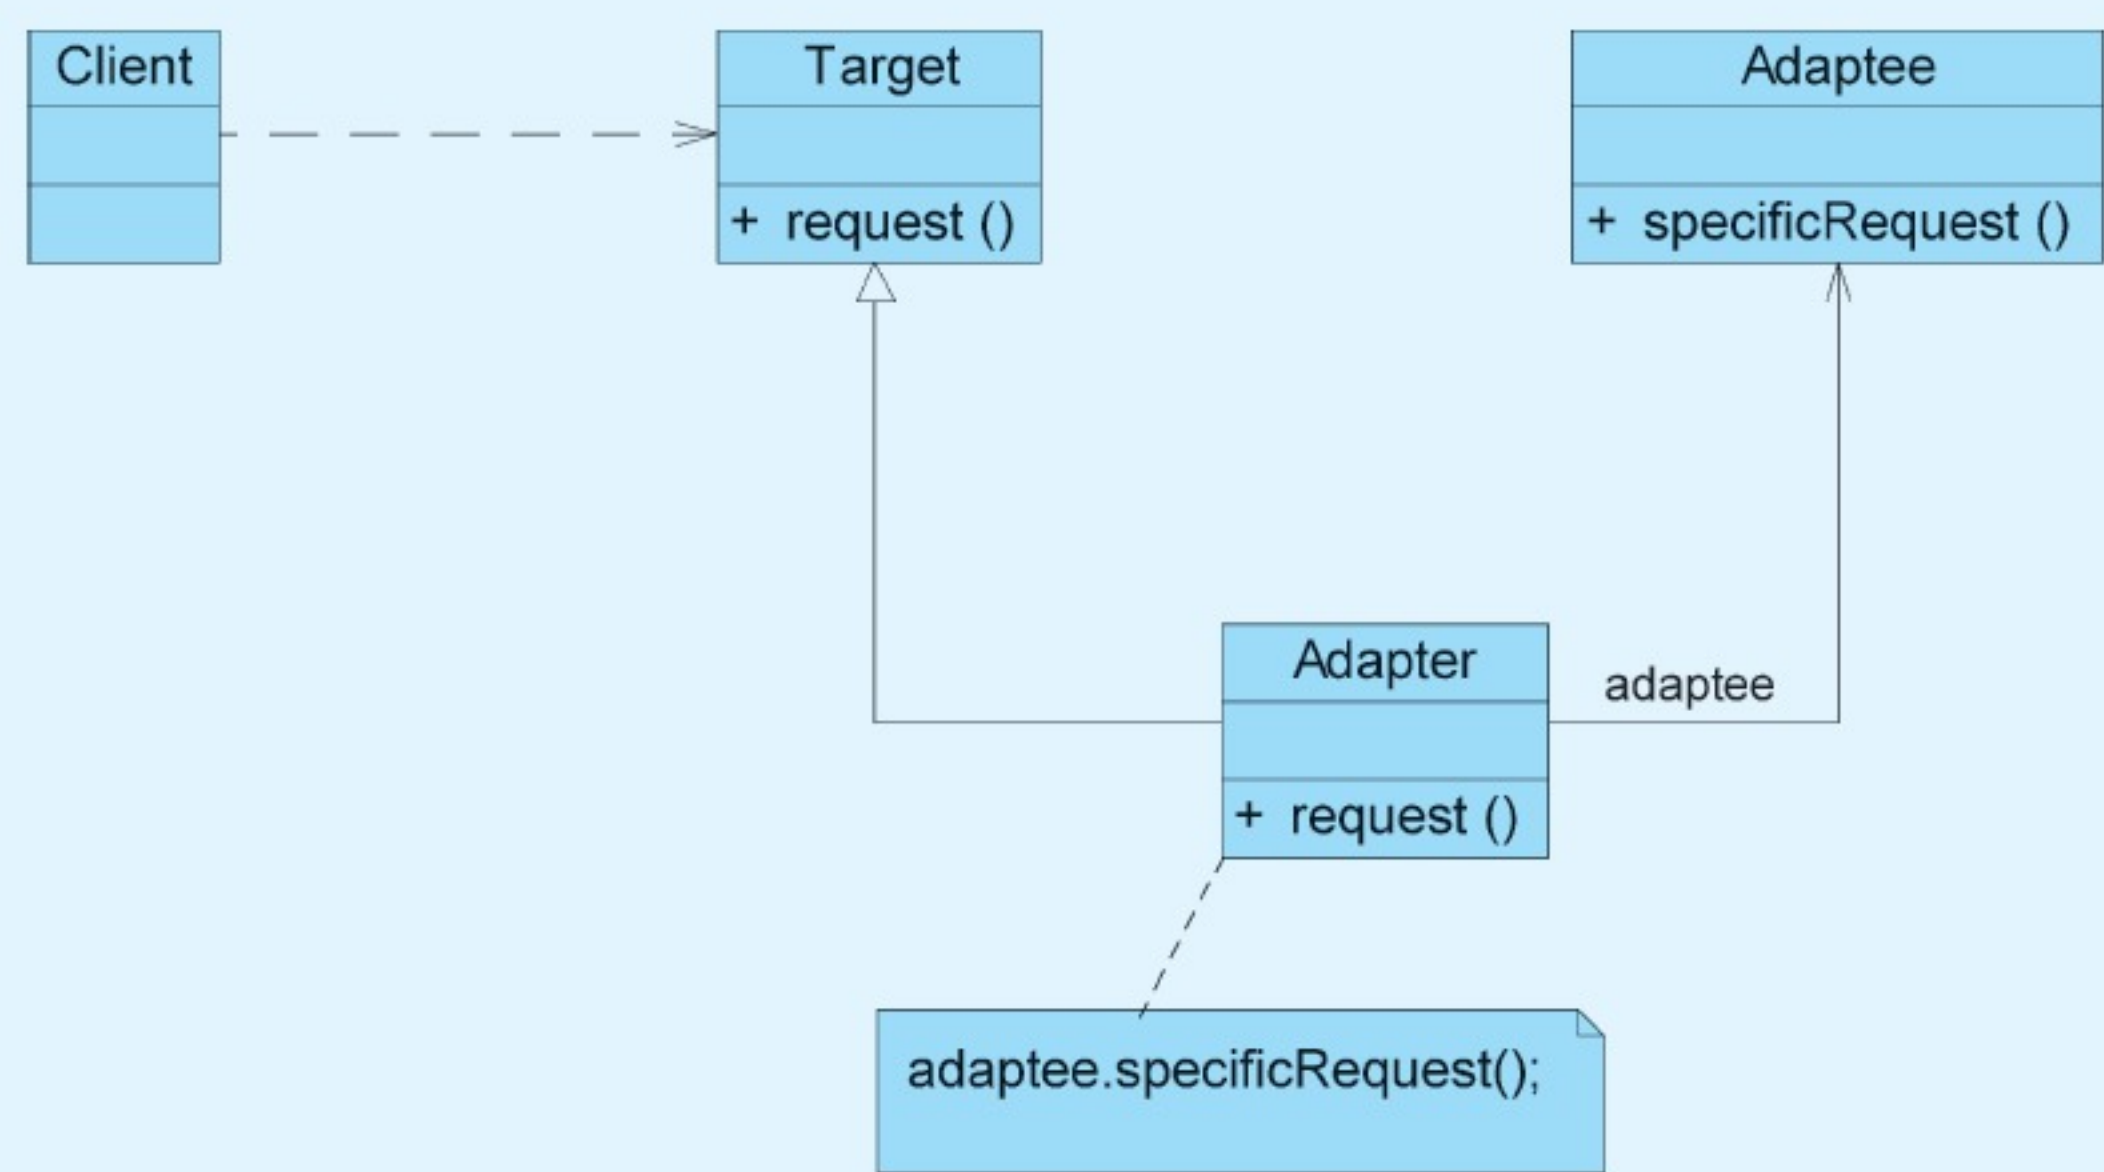 Client
Target
+ request ()
Adaptee
+ specificRequest ()
Adapter
+ request ()
adaptee
adaptee.specificRequest();